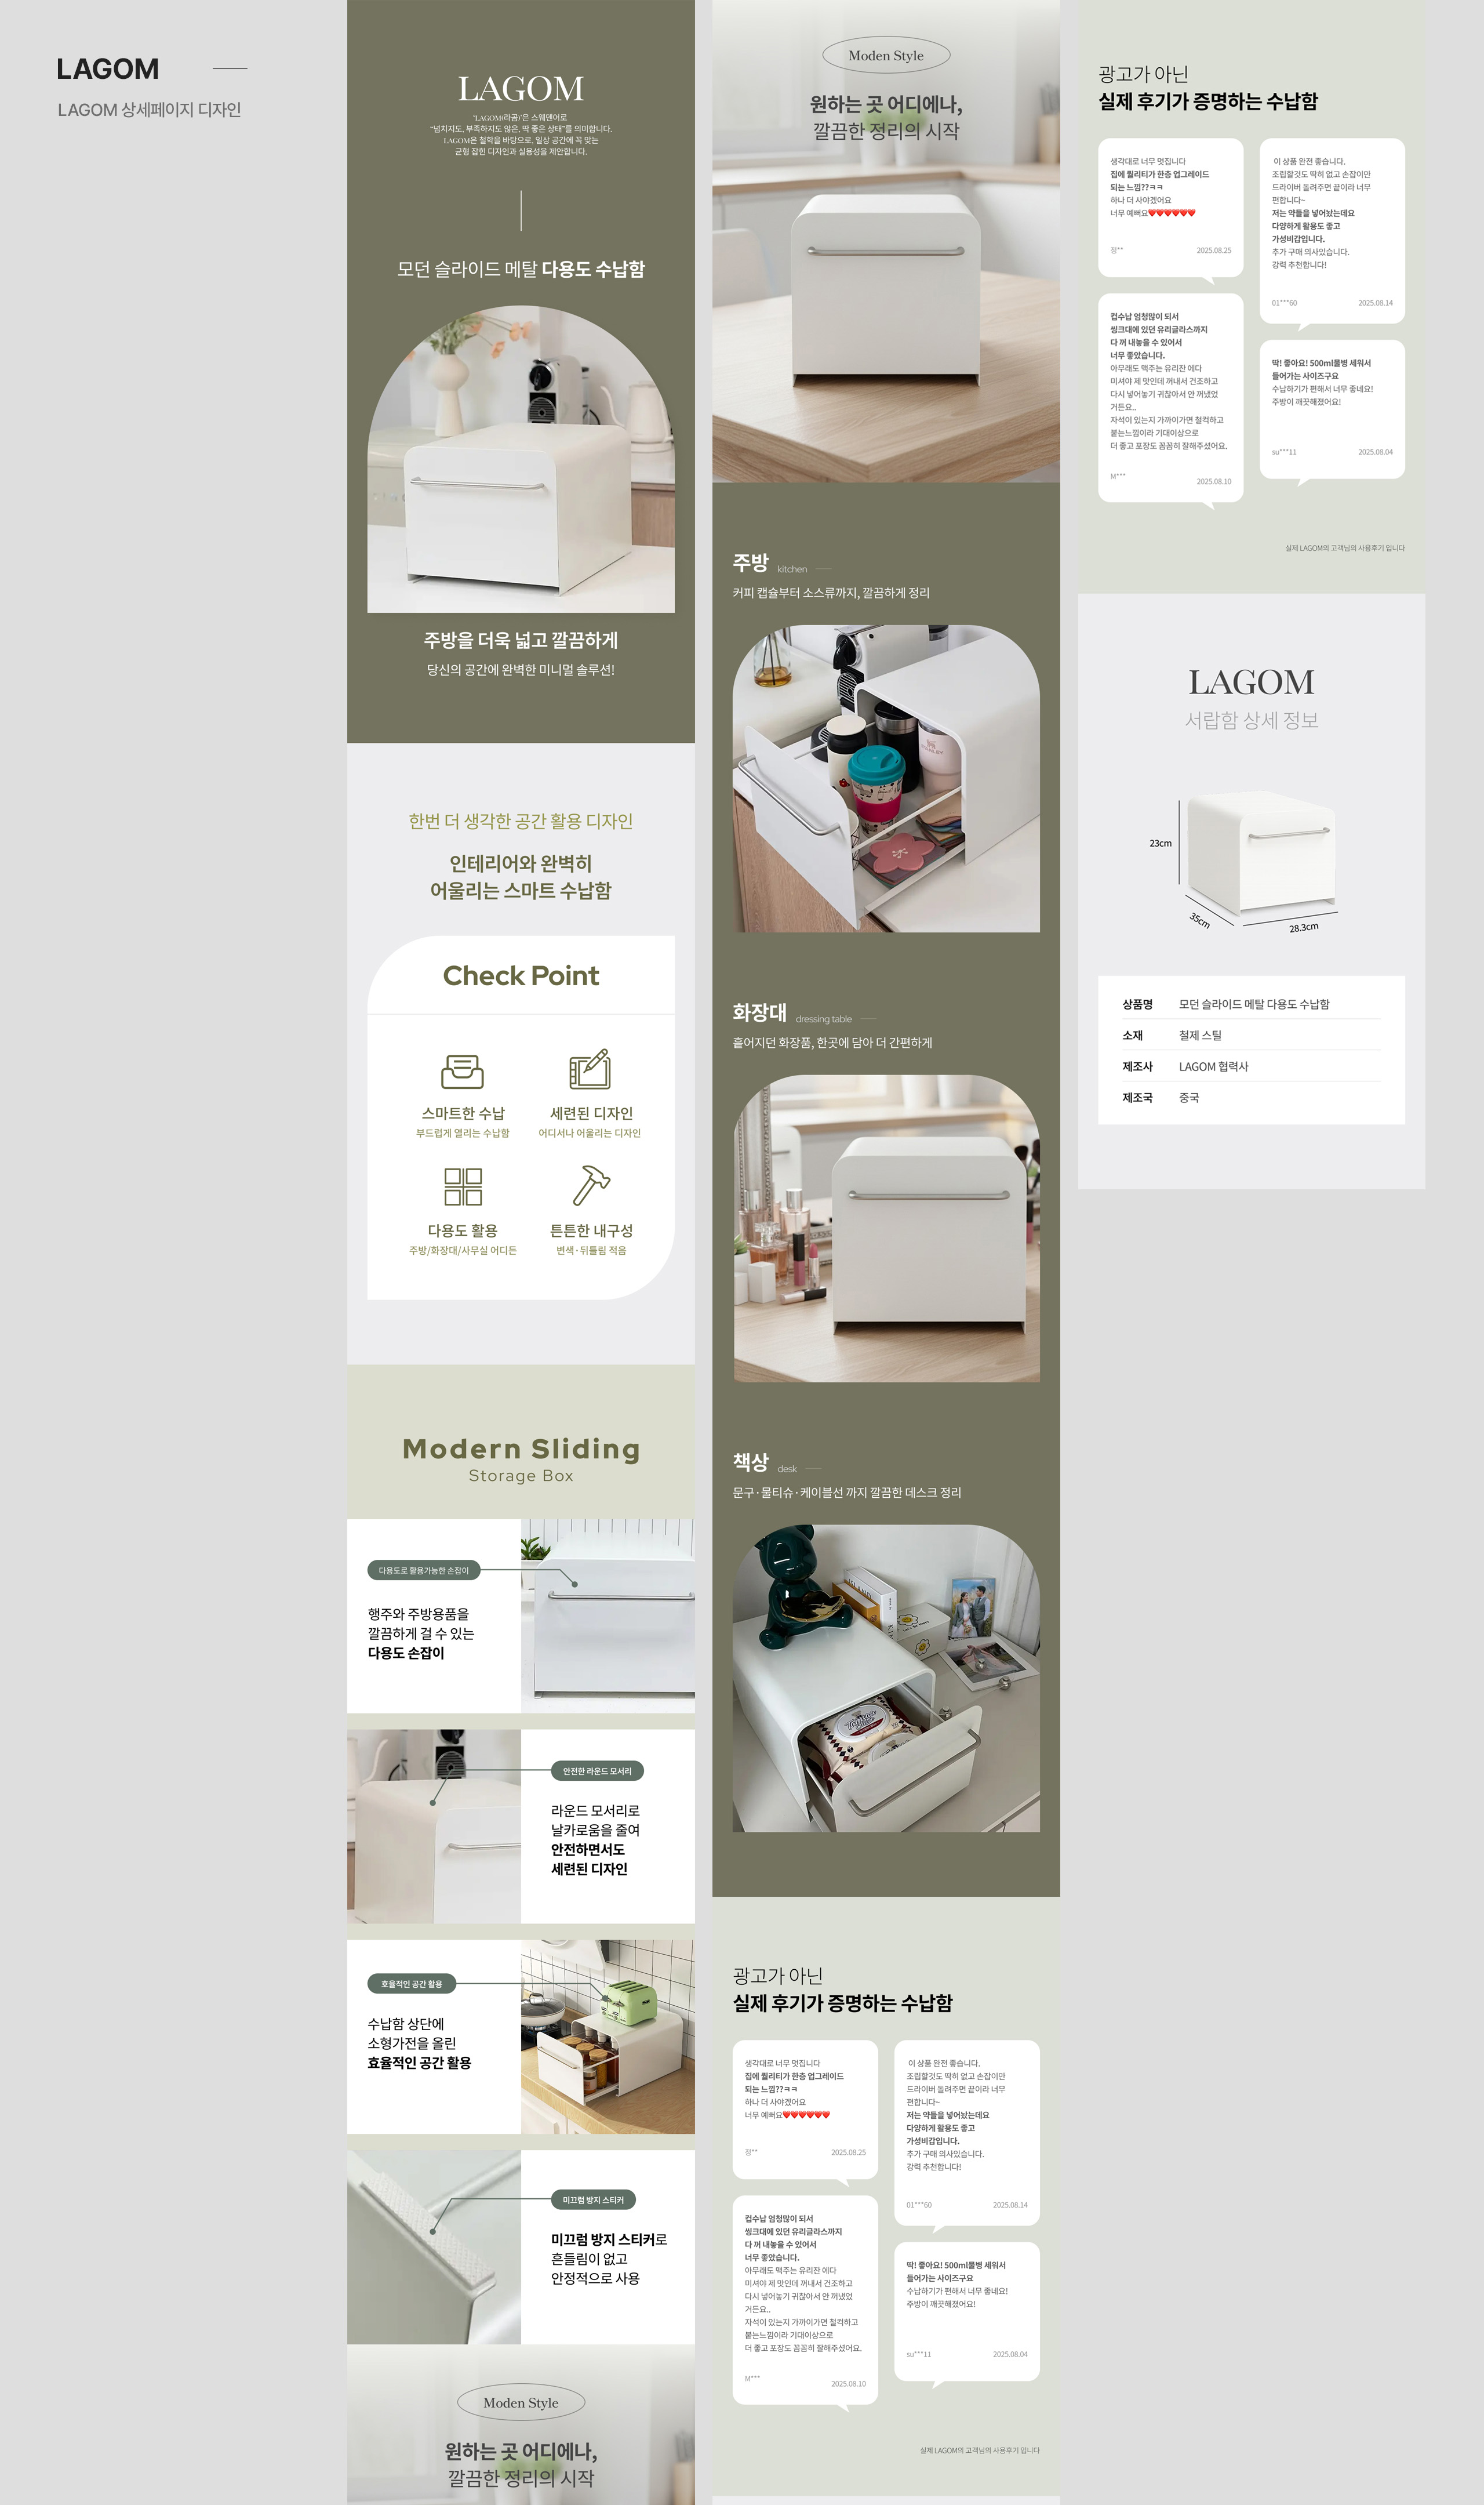 LAGOM
LAGOM 상세페이지 디자인
LAGOM
'LAGOM(라곰)'은 스웨덴어로
“넘치지도, 부족하지도 않은, 딱 좋은 상태”를 의미합니다.
LAGOM은 철학을 바탕으로, 일상 공간에 꼭 맞는
균형 잡힌 디자인과 실용성을 제안합니다.
모던 슬라이드 메탈 다용도 수납함
주방을 더욱 넓고 깔끔하게
당신의 공간에 완벽한 미니멀 솔루션!
한번 더 생각한 공간 활용 디자인
인테리어와 완벽히
어울리는 스마트 수납함
Check Point
스마트한 수납
부드럽게 열리는 수납함
세련된 디자인
어디서나 어울리는 디자인
다용도 활용
주방/화장대/사무실 어디든
튼튼한 내구성
변색·뒤틀림 적음
Modern Sliding
Storage Box
다용도로 활용가능한 손잡이
행주와 주방용품을
깔끔하게 걸 수 있는
다용도 손잡이
안전한 라운드 모서리
라운드 모서리로
날카로움을 줄여
안전하면서도
세련된 디자인
호율적인 공간 활용
수납함 상단에
소형가전을 올린
효율적인 공간 활용
미끄럼 방지 스티커
미끄럼 방지 스티커로
흔들림이 없고
안정적으로 사용
Moden Style
원하는 곳 어디에나,
깔끔한 정리의 시작
Moden Style
원하는 곳 어디에나,
깔끔한 정리의 시작
주방 kitchen
커피 캡슐부터 소스류까지, 깔끔하게 정리
STANLEY
화장대 dressing table
흩어지던 화장품, 한곳에 담아 더 간편하게
책상 desk
문구·물티슈·케이블선 까지 깔끔한 데스크 정리
광고가 아닌
실제 후기가 증명하는 수납함
생각대로 너무 멋집니다
집에 퀄리티가 한층 업그레이드
되는 느낌??ㅋㅋ
하나 더 사야겠어요
너무 예뻐요❤❤❤❤❤❤
정** 2025.08.25
컵수납 엄청많이 되서
씽크대에 있던 유리글라스까지
다 꺼 내놓을 수 있어서
너무 좋았습니다.
아무래도 맥주는 유리잔 에다
미셔야 제 맛인데 꺼내서 건조하고
다시 넣어놓기 귀찮아서 안 꺼냈었
거든요..
자석이 있는지 가까이가면 철컥하고
붙는느낌이라 기대이상으로
더 좋고 포장도 꼼꼼히 잘해주셨어요.
M*** 2025.08.10
이 상품 완전 좋습니다.
조립할것도 딱히 없고 손잡이만
드라이버 돌려주면 끝이라 너무
편합니다~
저는 약들을 넣어놨는데요
다양하게 활용도 좋고
가성비갑입니다.
추가 구매 의사있습니다.
강력 추천합니다!
01***60 2025.08.14
딱! 좋아요! 500ml물병 세워서
들어가는 사이즈구요
수납하기가 편해서 너무 좋네요!
주방이 깨끗해졌어요!
su***11 2025.08.04
실제 LAGOM의 고객님의 사용후기 입니다
광고가 아닌
실제 후기가 증명하는 수납함
생각대로 너무 멋집니다
집에 퀄리티가 한층 업그레이드
되는 느낌??ㅋㅋ
하나 더 사야겠어요
너무 예뻐요❤❤❤❤❤❤
정** 2025.08.25
컵수납 엄청많이 되서
씽크대에 있던 유리글라스까지
다 꺼 내놓을 수 있어서
너무 좋았습니다.
아무래도 맥주는 유리잔 에다
미셔야 제 맛인데 꺼내서 건조하고
다시 넣어놓기 귀찮아서 안 꺼냈었
거든요..
자석이 있는지 가까이가면 철컥하고
붙는느낌이라 기대이상으로
더 좋고 포장도 꼼꼼히 잘해주셨어요.
M*** 2025.08.10
이 상품 완전 좋습니다.
조립할것도 딱히 없고 손잡이만
드라이버 돌려주면 끝이라 너무
편합니다~
저는 약들을 넣어놨는데요
다양하게 활용도 좋고
가성비갑입니다.
추가 구매 의사있습니다.
강력 추천합니다!
01***60 2025.08.14
딱! 좋아요! 500ml물병 세워서
들어가는 사이즈구요
수납하기가 편해서 너무 좋네요!
주방이 깨끗해졌어요!
su***11 2025.08.04
실제 LAGOM의 고객님의 사용후기 입니다
LAGOM
서랍함 상세 정보
23cm
35cm
28.3cm
상품명 모던 슬라이드 메탈 다용도 수납함
소재 철제 스틸
제조사 LAGOM 협력사
제조국 중국